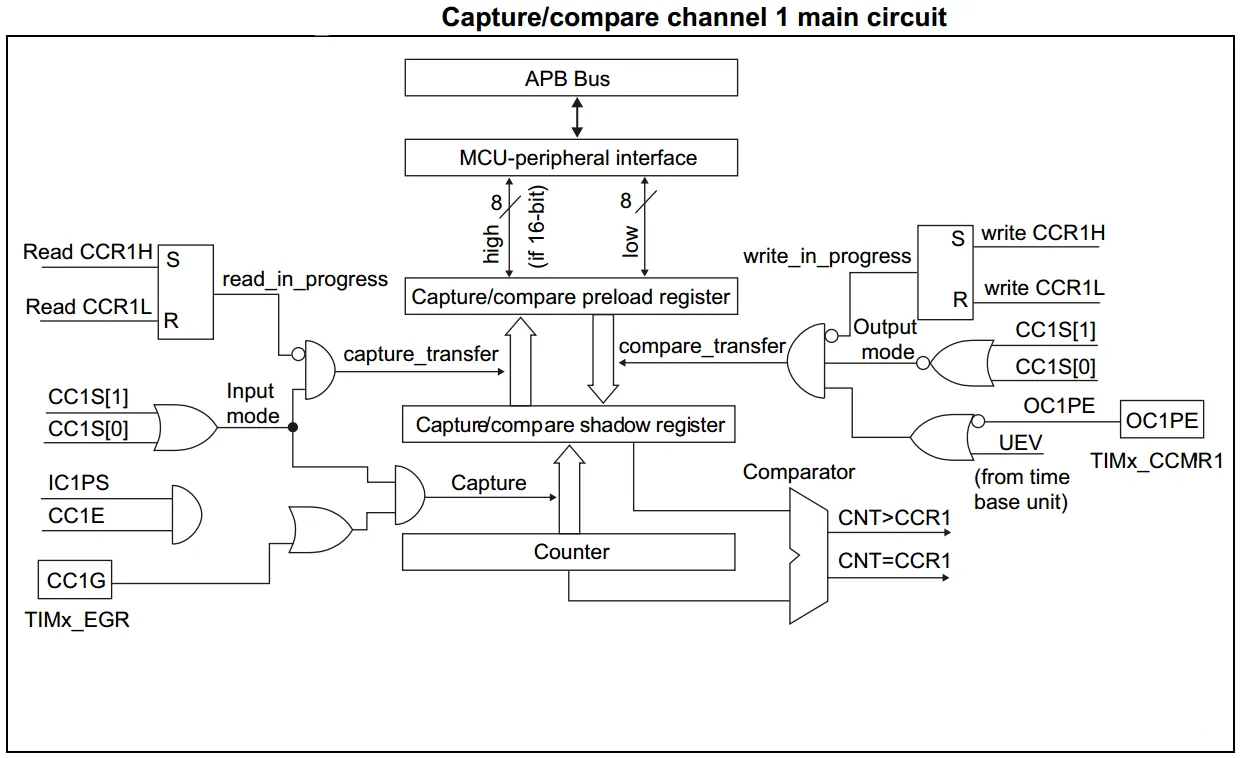 Capture/compare channel 1 main circuit
APB Bus
MCU-peripheral interface
8
high
(if 16-bit)
8
low
Read CCR1H
S
read_in_progress
Read CCR1L
R
write_in_progress
S
write CCR1H
R
write CCR1L
Capture/compare preload register
capture_transfer
compare_transfer
Output
mode
CC1S[1]
CC1S[0]
CC1S[1]
CC1S[0]
Input
mode
Capture/compare shadow register
OC1PE
OC1PE
UEV
TIMx_CCMR1
(from time
base unit)
IC1PS
CC1E
Capture
Comparator
CNT>CCR1
CNT=CCR1
Counter
CC1G
TIMx_EGR